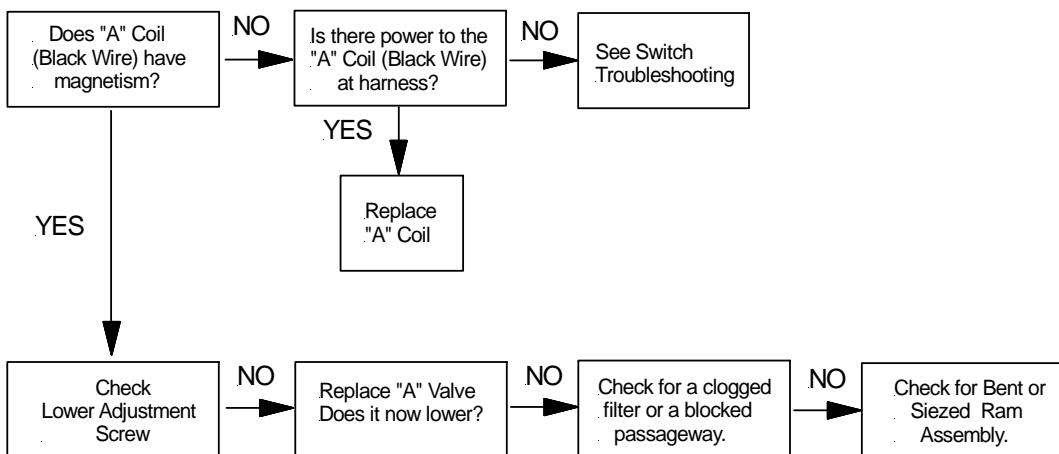 Does "A" Coil
(Black Wire) have
magnetism?
NO
Is there power to the
"A" Coil (Black Wire)
at harness?
NO
See Switch
Troubleshooting
YES
Replace
"A" Coil
YES
Check
Lower Adjustment
Screw
NO
Replace "A" Valve
Does it now lower?
NO
Check for a clogged
filter or a blocked
passageway.
NO
Check for Bent or
Siezed Ram
Assembly.